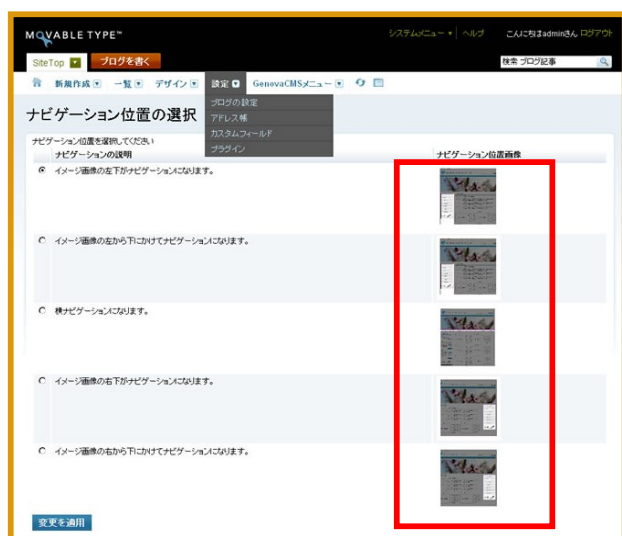 MOVABLE TYPE™
システムメニュー ヘルプ こんにちはadminさん ログアウト
SiteTop ブログを書く 検索 ブログ記事
新規作成 一覧 デザイン 設定 GenovaCMSメニュー
ブログの設定
アドレス帳
カスタムフィールド
プラグイン
ナビゲーション位置の選択
ナビゲーション位置を選択してください
ナビゲーションの説明 ナビゲーション位置画像
イメージ画像の左下がナビゲーションになります。
イメージ画像の左から下にかけてナビゲーションになります。
横ナビゲーションになります。
イメージ画像の右下がナビゲーションになります。
イメージ画像の右から下にかけてナビゲーションになります。
変更を適用